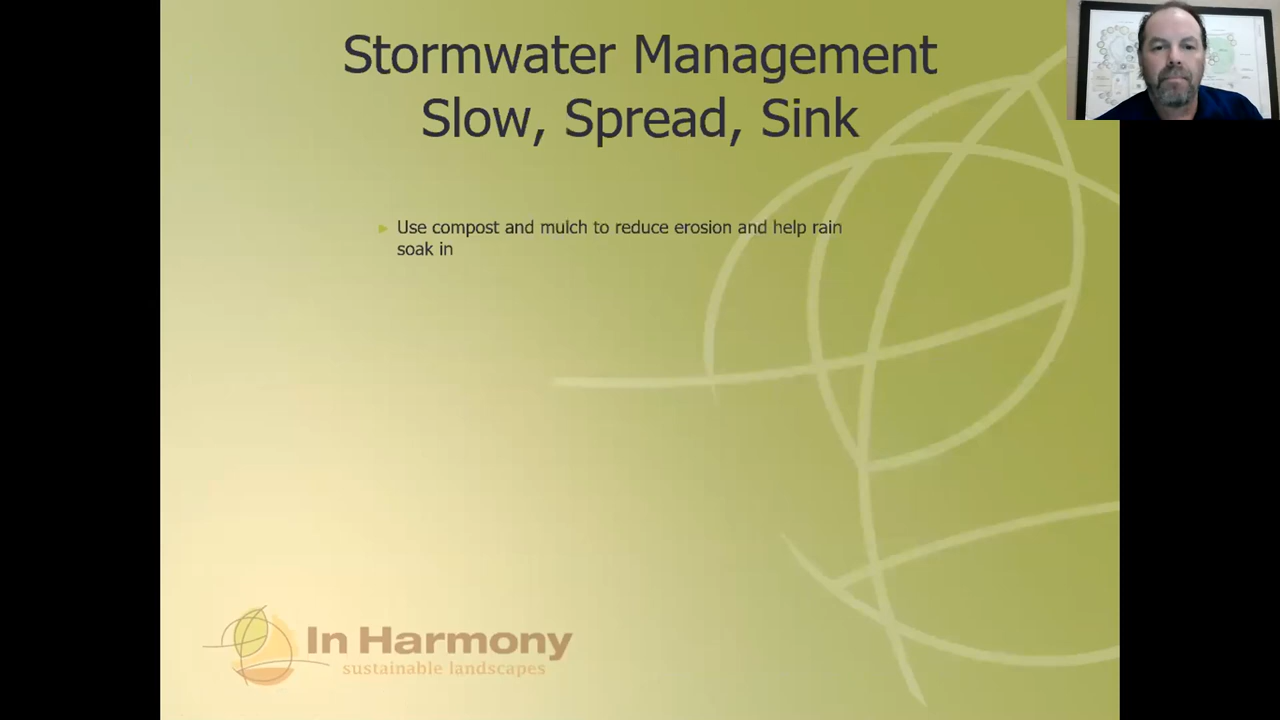 Stormwater Management
Slow, Spread, Sink
Use compost and mulch to reduce erosion and help rain
soak in
In Harmony
sustainable landscapes